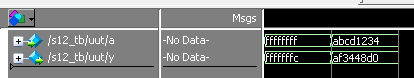 Msgs
/s12_tb/uut/a -No Data- ffffffff abcd1234
/s12_tb/uut/y -No Data- fffffffc af3448d0